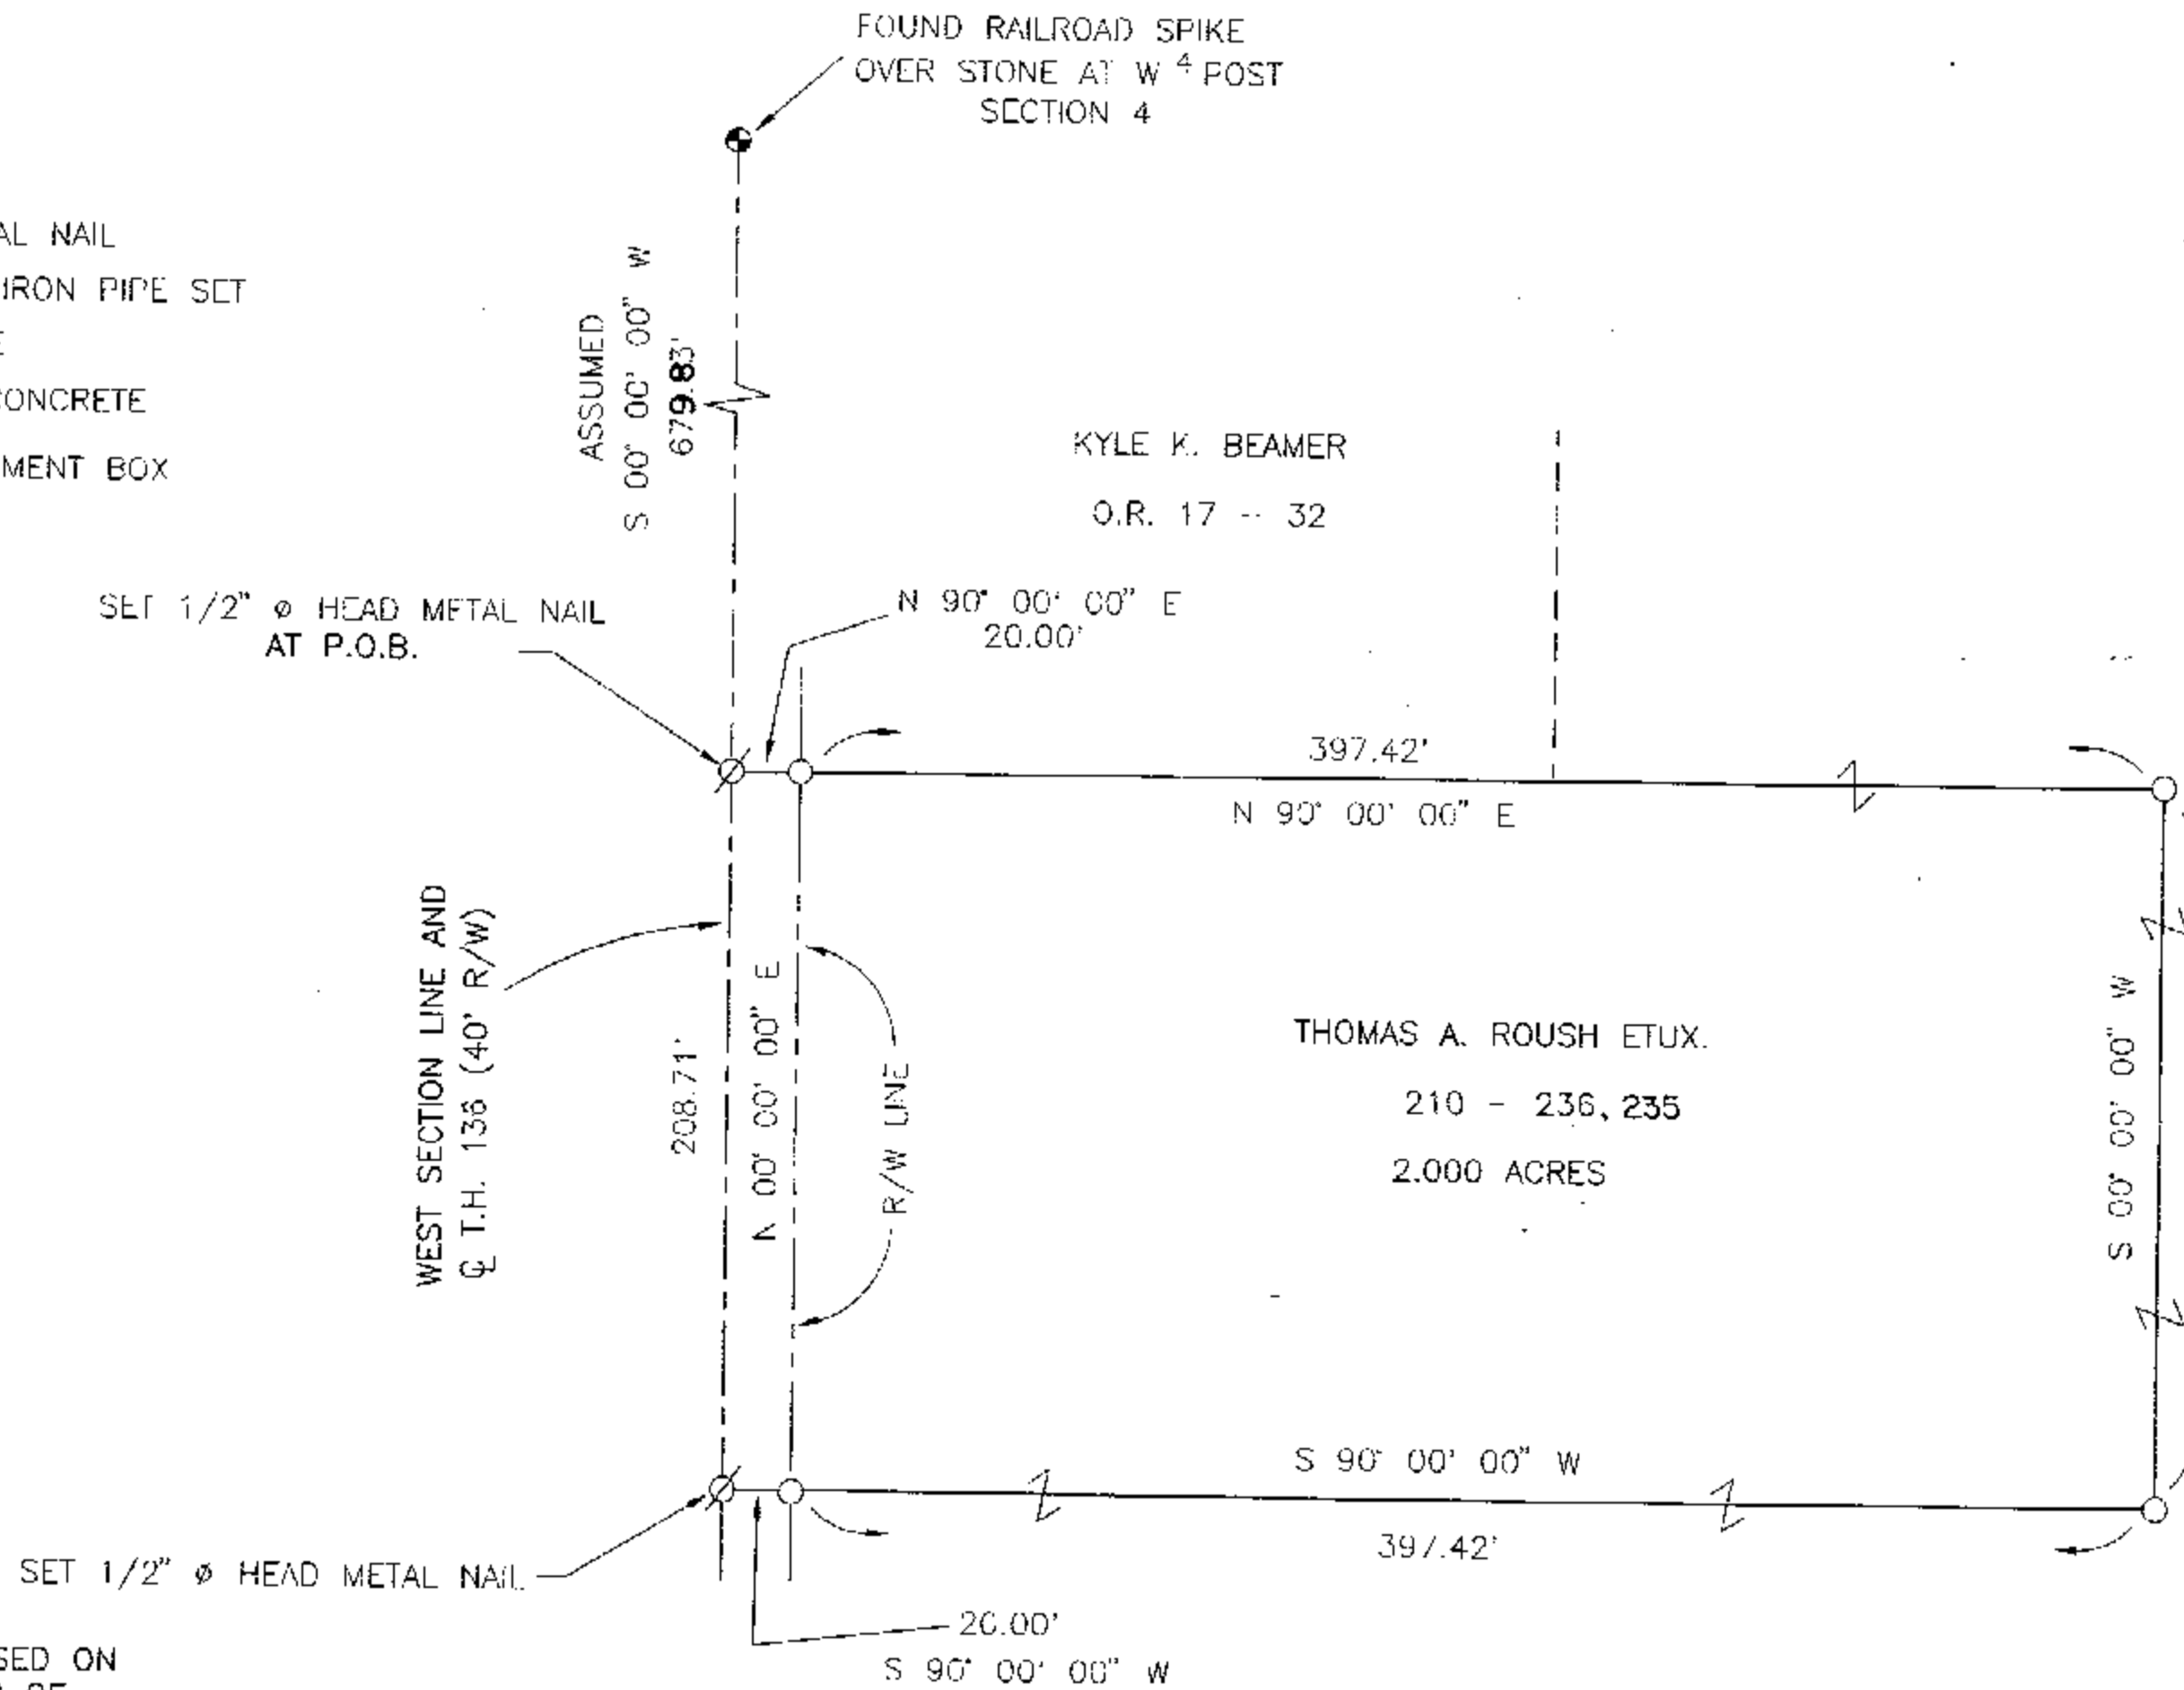 FOUND RAILROAD SPIKE
OVER STONE AT W 4 POST
SECTION 4
AL NAIL
IRON PIPE SET
E
CONCRETE
MENT BOX
ASSUMED
S 00° 00' 00" W
679.83'
KYLE K. BEAMER
O.R. 17 - 32
SET 1/2" ⌀ HEAD METAL NAIL
AT P.O.B.
N 90° 00' 00" E
20.00'
397.42'
N 90° 00' 00" E
WEST SECTION LINE AND
℄ T.H. 136 (40' R/W)
208.71'
N 00° 00' 00" E
R/W LINE
THOMAS A. ROUSH ETUX.
210 - 236, 235
2.000 ACRES
S 00° 00' 00" W
S 90° 00' 00" W
397.42'
SET 1/2" ⌀ HEAD METAL NAIL
20.00'
S 90° 00' 00" W
SED ON